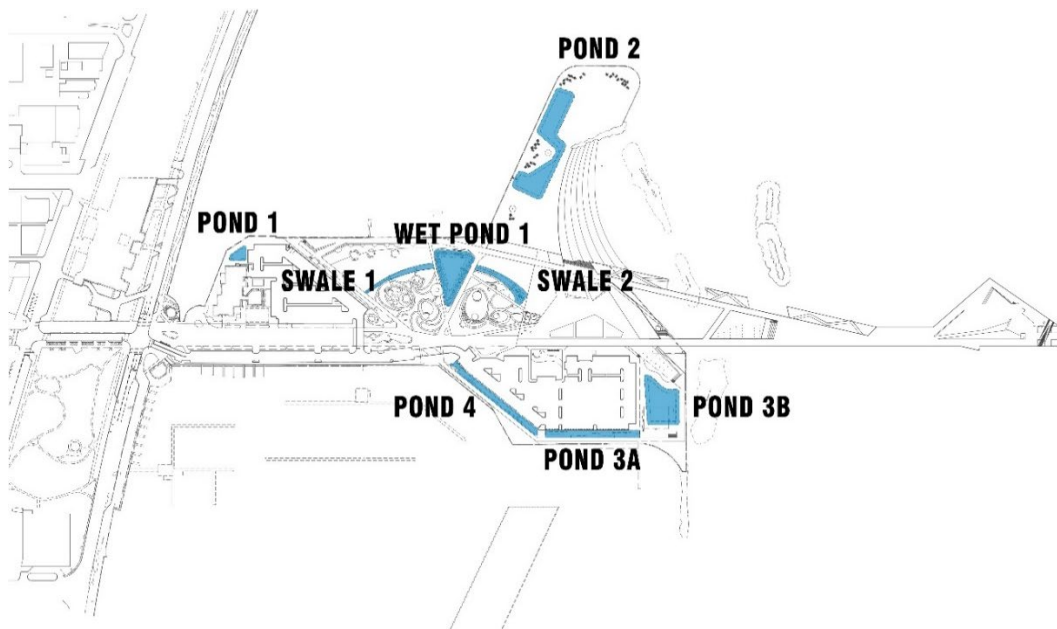 POND 2
POND 1
WET POND 1
SWALE 1
SWALE 2
POND 4
POND 3B
POND 3A